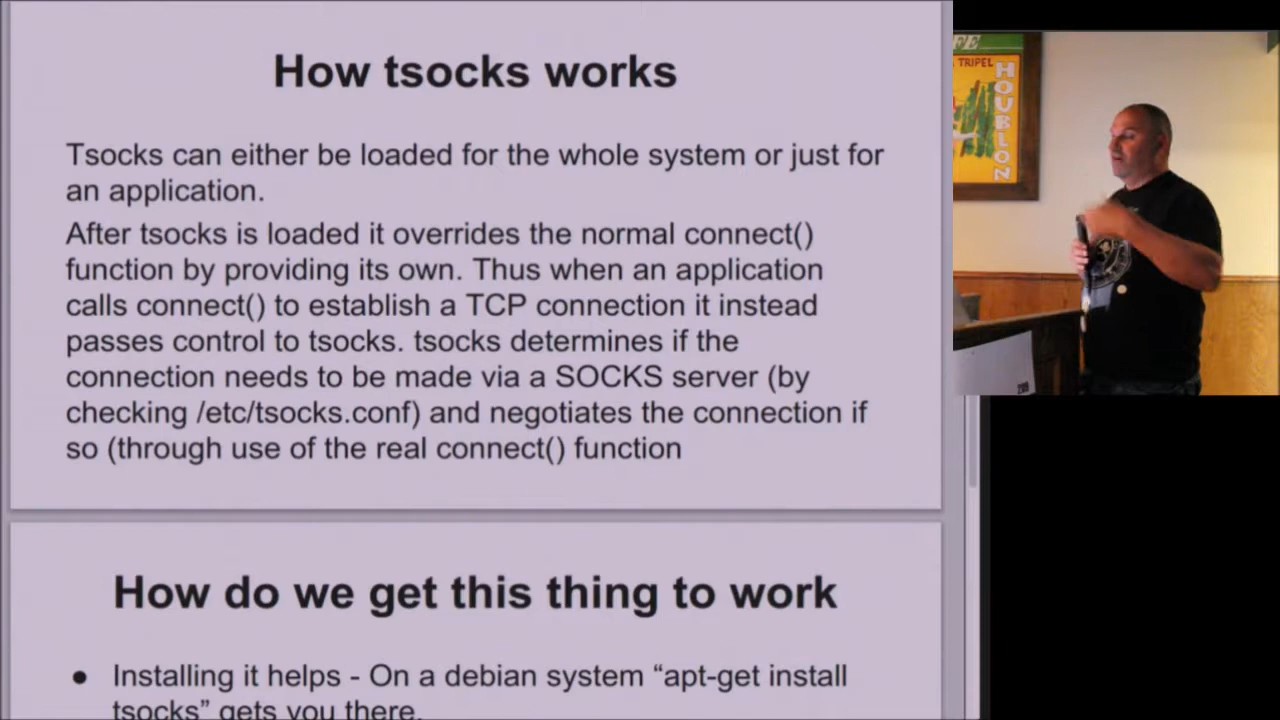 How tsocks works
Tsocks can either be loaded for the whole system or just for
an application.
After tsocks is loaded it overrides the normal connect()
function by providing its own. Thus when an application
calls connect() to establish a TCP connection it instead
passes control to tsocks. tsocks determines if the
connection needs to be made via a SOCKS server (by
checking /etc/tsocks.conf) and negotiates the connection if
so (through use of the real connect() function
How do we get this thing to work
● Installing it helps - On a debian system “apt-get install
tsocks” gets you there.
TRIPEL
HOUBLON